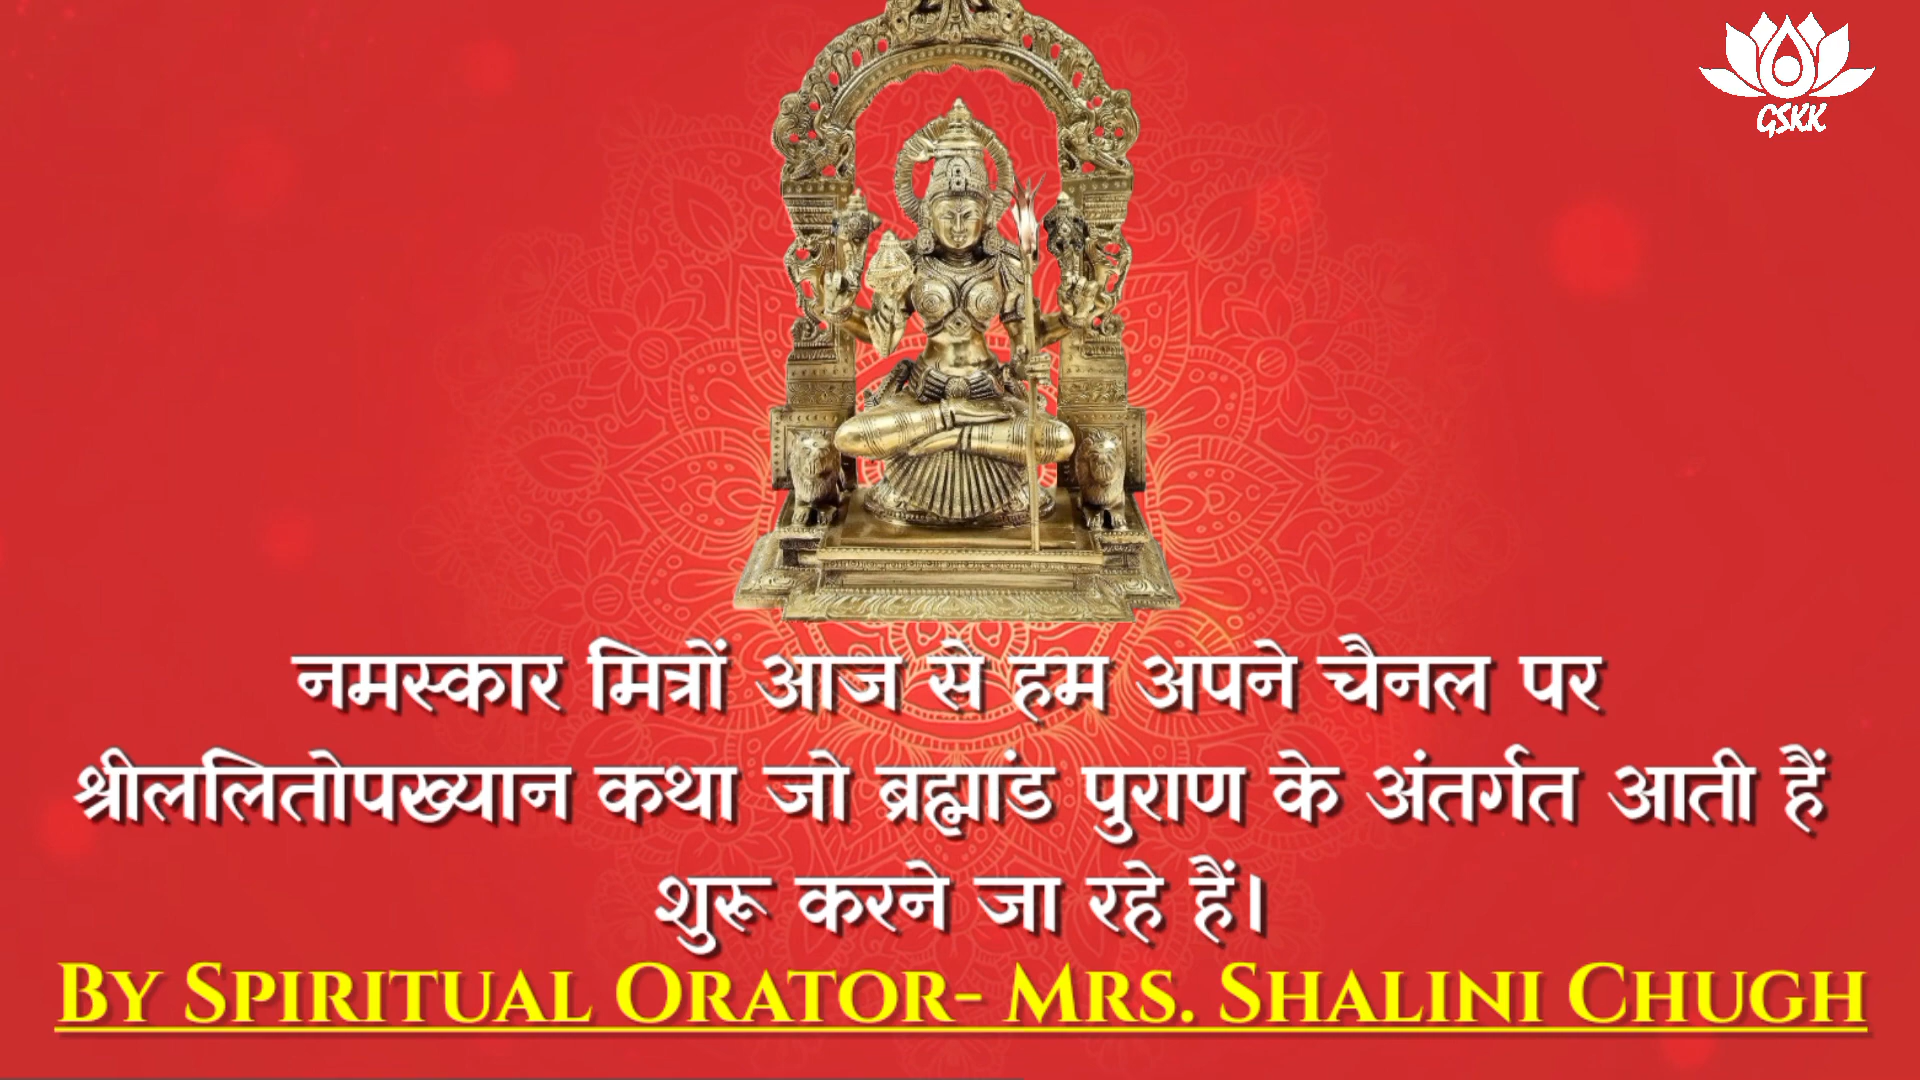 GSKK
नमस्कार मित्रों आज से हम अपने चैनल पर
श्रीललितोपख्यान कथा जो ब्रह्मांड पुराण के अंतर्गत आती हैं
शुरू करने जा रहे हैं।
By Spiritual Orator- Mrs. Shalini Chugh